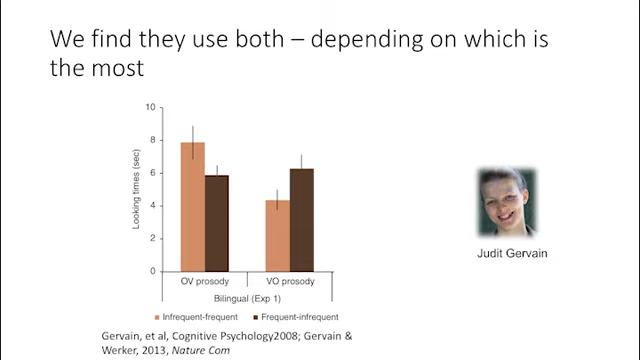 We find they use both – depending on which is
the most
10
8
6
4
2
0
Looking times (sec)
OV prosody
VO prosody
Bilingual (Exp 1)
Infrequent-frequent
Frequent-infrequent
Judit Gervain
Gervain, et al, Cognitive Psychology2008; Gervain &
Werker, 2013, Nature Com